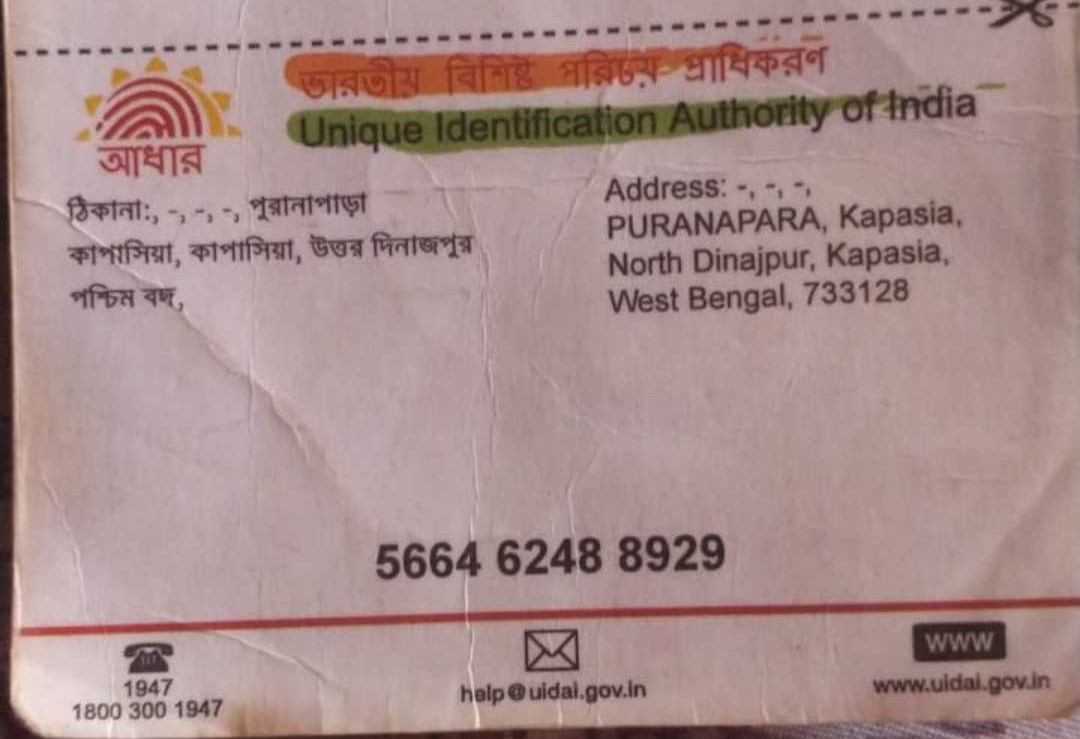 ভারতীয় বিশিষ্ট পরিচয় প্রাধিকরণ
Unique Identification Authority of India
আধার
ঠিকানা:, -, -, -, পুরানাপাড়া
কাপাসিয়া, কাপাসিয়া, উত্তর দিনাজপুর
পশ্চিম বঙ্গ,
Address: -, -, -,
PURANAPARA, Kapasia,
North Dinajpur, Kapasia,
West Bengal, 733128
5664 6248 8929
1947
1800 300 1947
help@uidai.gov.in
www
www.uidai.gov.in